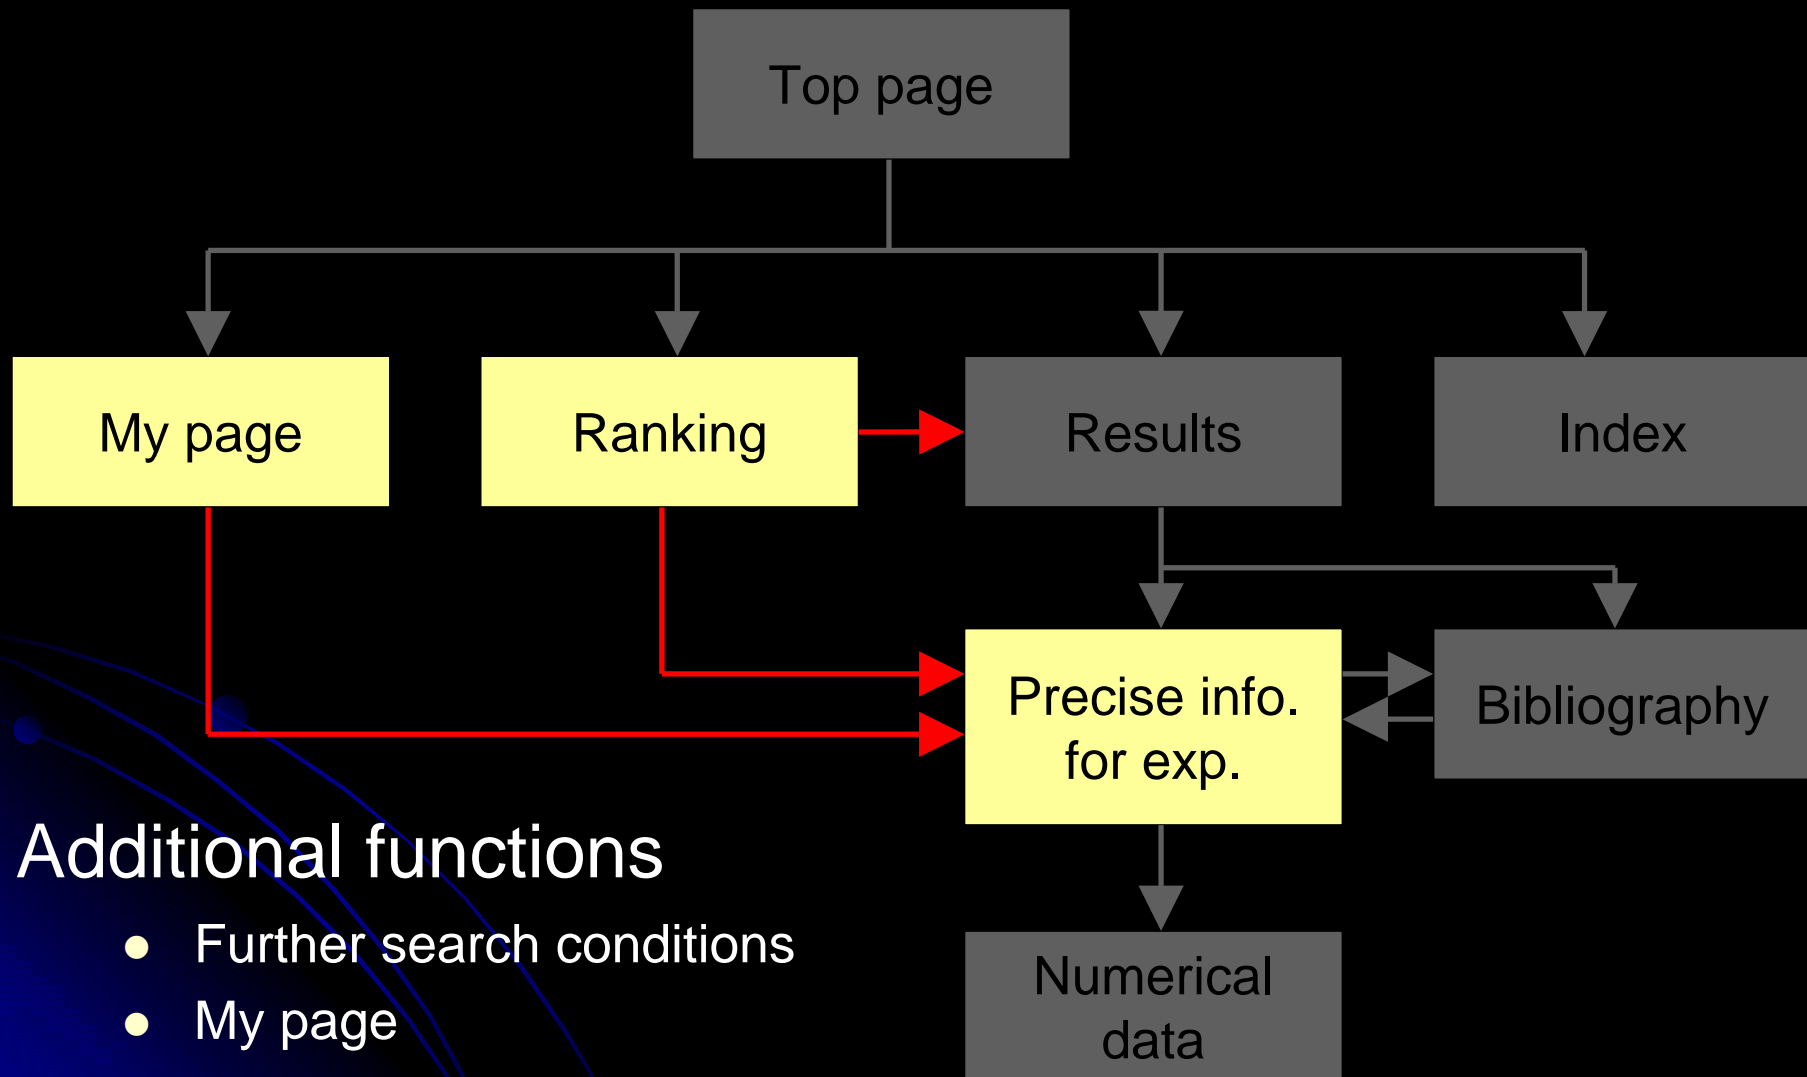 Top page
My page
Ranking
Results
Index
Precise info.
for exp.
Bibliography
Additional functions
● Further search conditions
● My page
Numerical
data